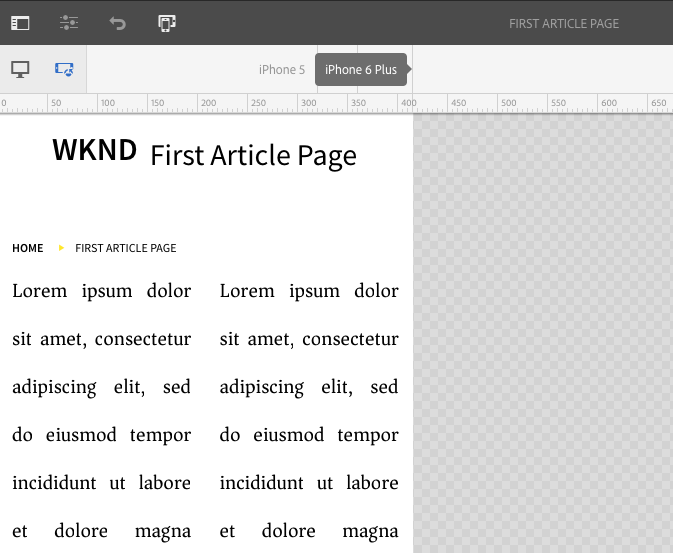 FIRST ARTICLE PAGE
iPhone 5 iPhone 6 Plus
0 50 100 150 200 250 300 350 400 450 500 550 600 650
WKND First Article Page
HOME FIRST ARTICLE PAGE
Lorem ipsum dolor
sit amet, consectetur
adipiscing elit, sed
do eiusmod tempor
incididunt ut labore
et dolore magna
Lorem ipsum dolor
sit amet, consectetur
adipiscing elit, sed
do eiusmod tempor
incididunt ut labore
et dolore magna